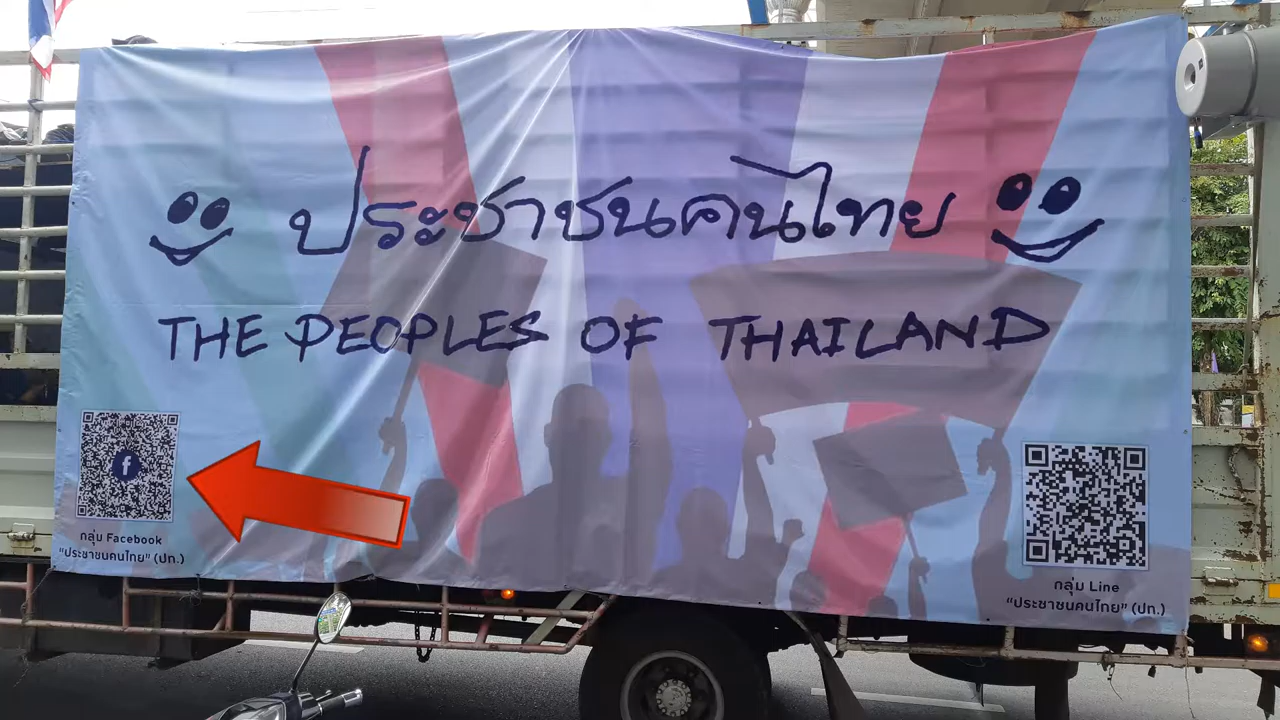 ประชาชนคนไทย
THE PEOPLES OF THAILAND
f
กลุ่ม Facebook
"ประชาชนคนไทย" (ปท.)
กลุ่ม Line
"ประชาชนคนไทย" (ปท.)